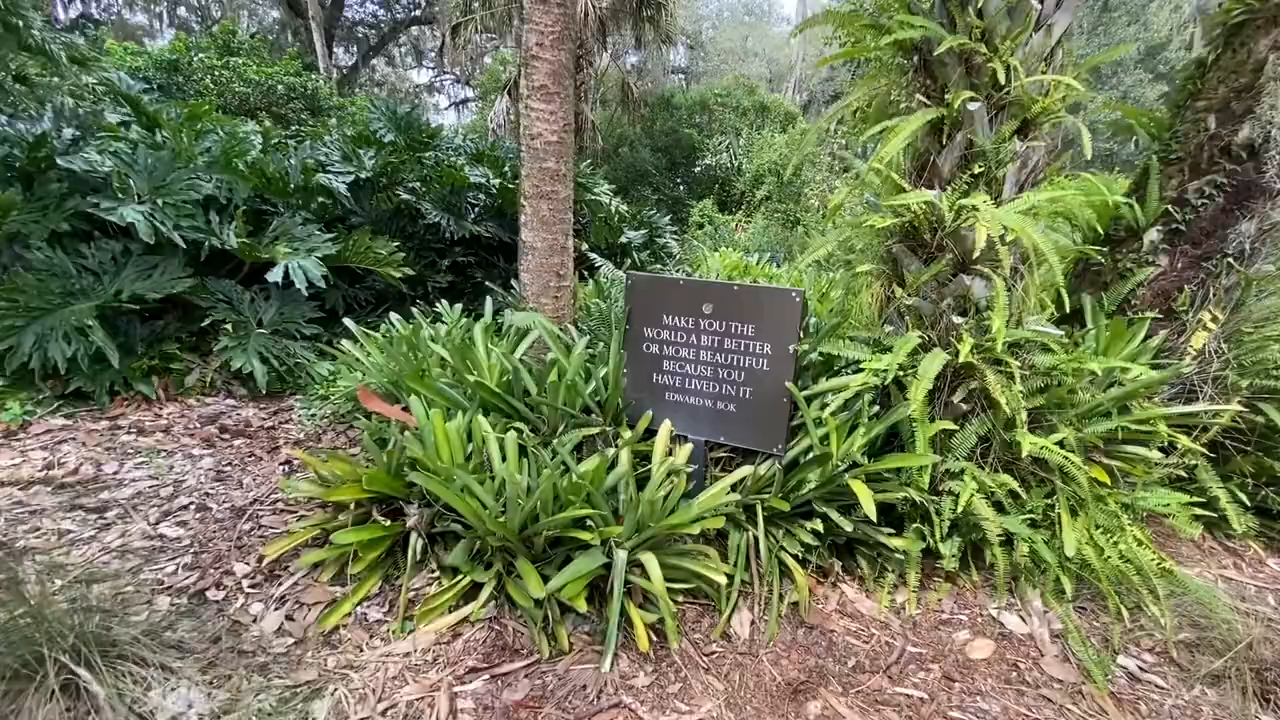 MAKE YOU THE
WORLD A BIT BETTER
OR MORE BEAUTIFUL
BECAUSE YOU
HAVE LIVED IN IT.
EDWARD W. BOK